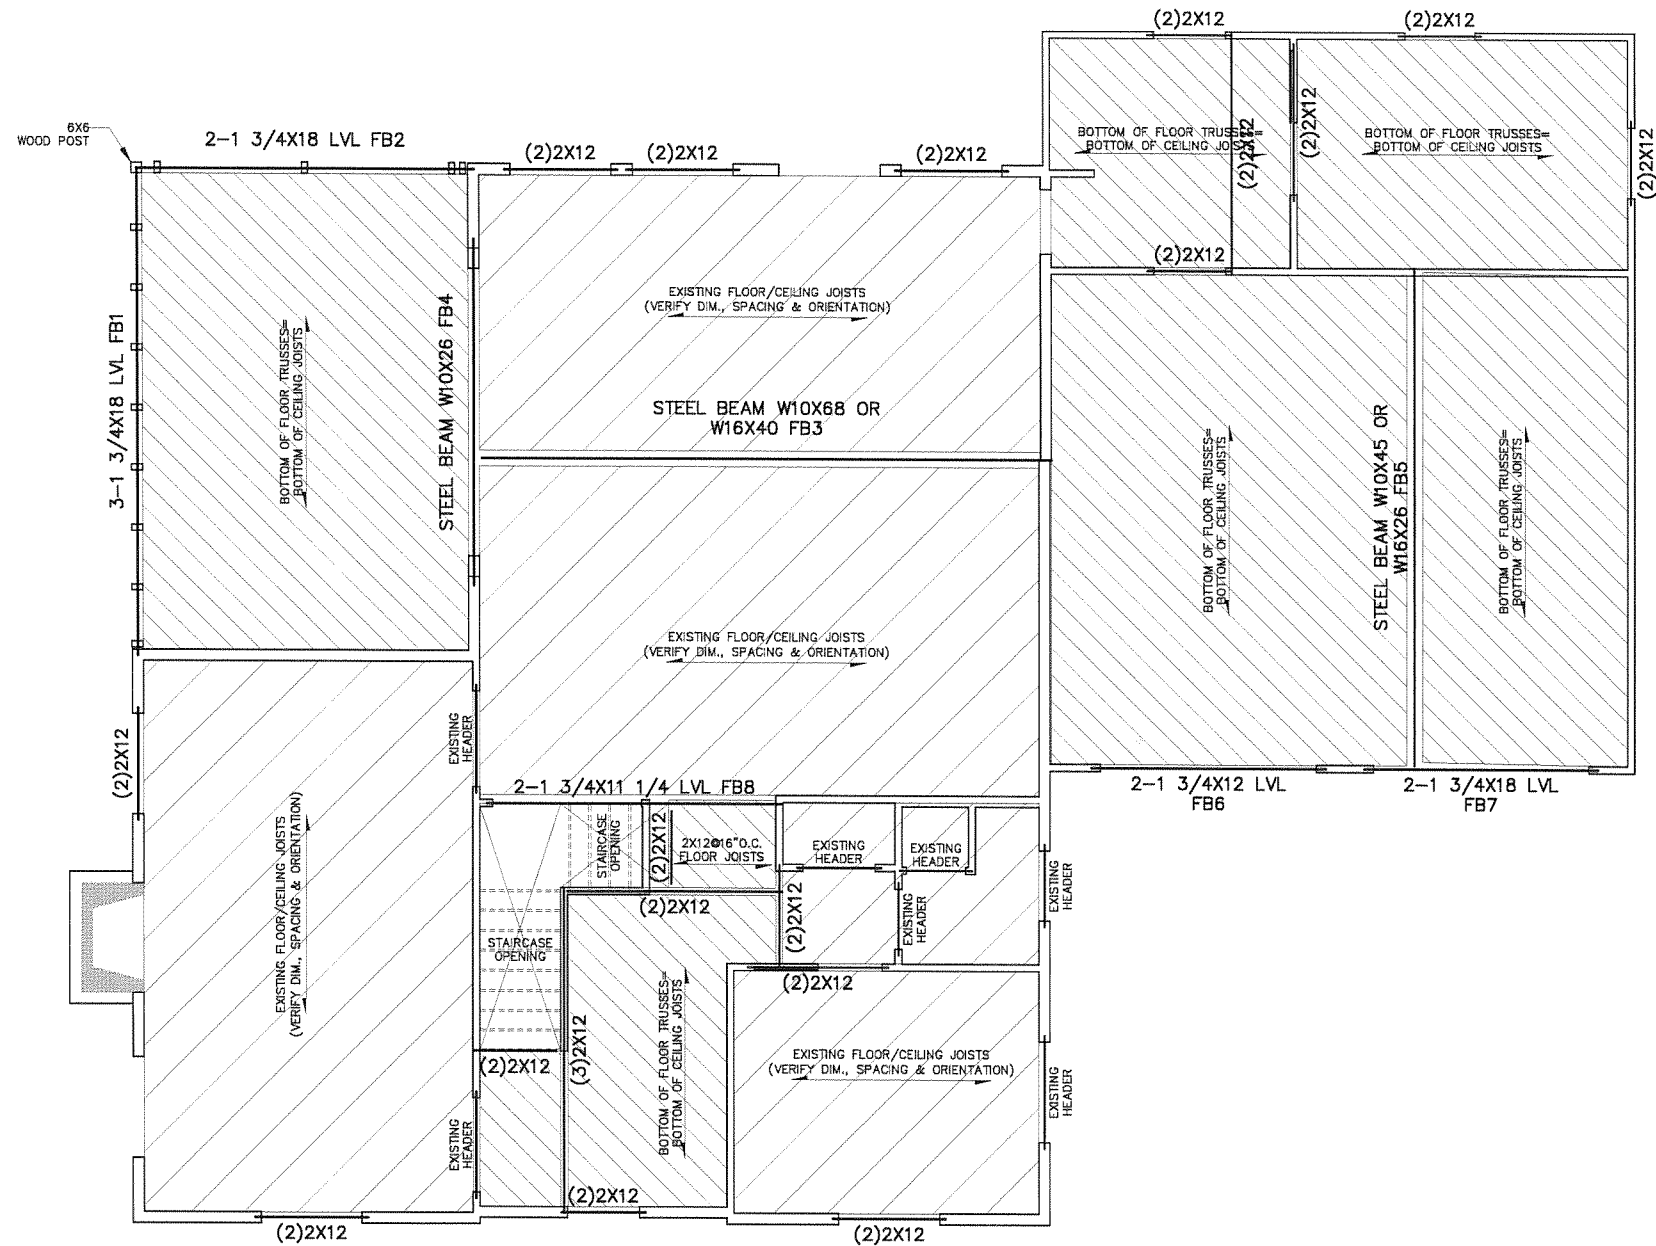 (2)2X12
(2)2X12
6X6
WOOD POST
2-1 3/4X18 LVL FB2
(2)2X12
(2)2X12
(2)2X12
BOTTOM OF FLOOR TRUSSES=
BOTTOM OF CEILING JOISTS
(2)2X12
(2)2X12
BOTTOM OF FLOOR TRUSSES=
BOTTOM OF CEILING JOISTS
(2)2X12
(2)2X12
3-1 3/4X18 LVL FB1
BOTTOM OF FLOOR TRUSSES=
BOTTOM OF CEILING JOISTS
STEEL BEAM W10X26 FB4
EXISTING FLOOR/CEILING JOISTS
(VERIFY DIM., SPACING & ORIENTATION)
STEEL BEAM W10X68 OR
W16X40 FB3
BOTTOM OF FLOOR TRUSSES=
BOTTOM OF CEILING JOISTS
STEEL BEAM W10X45 OR
W16X26 FB5
BOTTOM OF FLOOR TRUSSES=
BOTTOM OF CEILING JOISTS
EXISTING FLOOR/CEILING JOISTS
(VERIFY DIM., SPACING & ORIENTATION)
(2)2X12
EXISTING
HEADER
2-1 3/4X11 1/4 LVL FB8
2-1 3/4X12 LVL
FB6
2-1 3/4X18 LVL
FB7
EXISTING FLOOR/CEILING JOISTS
(VERIFY DIM., SPACING & ORIENTATION)
STAIRCASE
OPENING
(2)2X12
2X12@16"O.C.
FLOOR JOISTS
EXISTING
HEADER
EXISTING
HEADER
EXISTING
HEADER
(2)2X12
(2)2X12
EXISTING
HEADER
STAIRCASE
OPENING
(2)2X12
BOTTOM OF FLOOR TRUSSES=
BOTTOM OF CEILING JOISTS
(3)2X12
(2)2X12
EXISTING FLOOR/CEILING JOISTS
(VERIFY DIM., SPACING & ORIENTATION)
EXISTING
HEADER
EXISTING
HEADER
(2)2X12
(2)2X12
(2)2X12